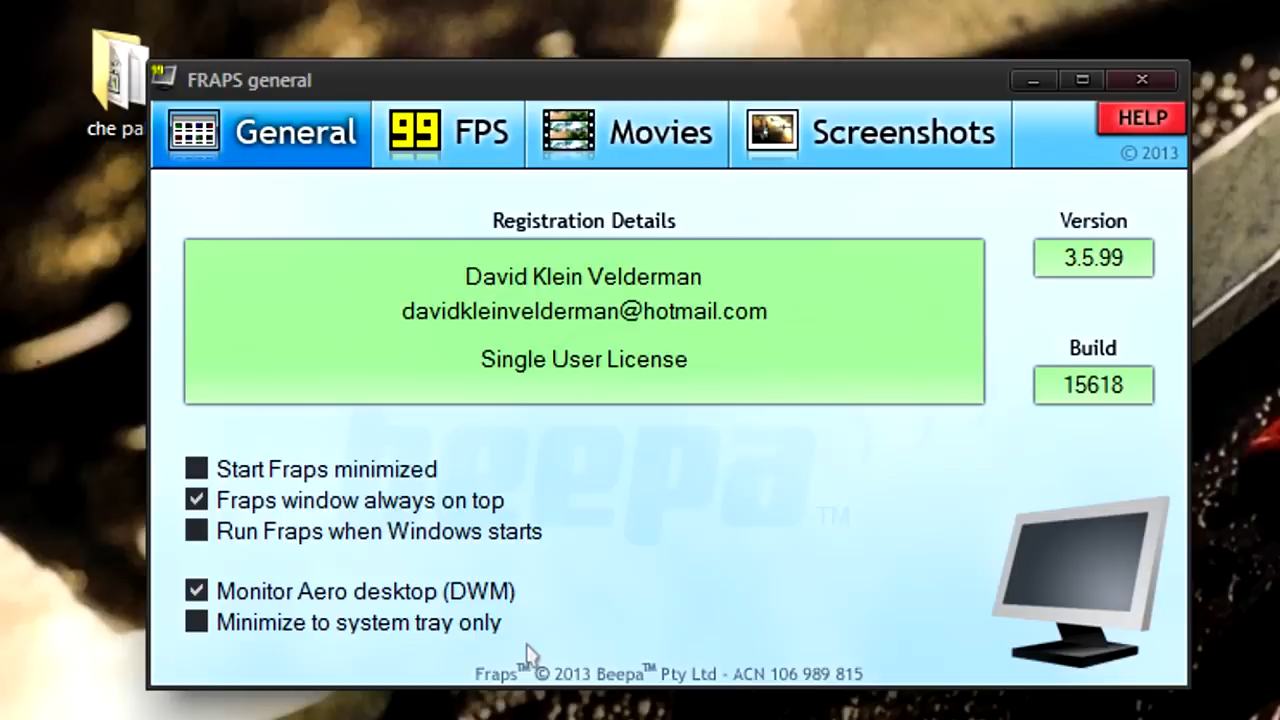 FRAPS general
che pa
General
99
FPS
Movies
Screenshots
HELP
© 2013
Registration Details
David Klein Velderman
davidkleinvelderman@hotmail.com
Single User License
Version
3.5.99
Build
15618
beepa™
Start Fraps minimized
Fraps window always on top
Run Fraps when Windows starts
Monitor Aero desktop (DWM)
Minimize to system tray only
Fraps™ © 2013 Beepa™ Pty Ltd - ACN 106 989 815